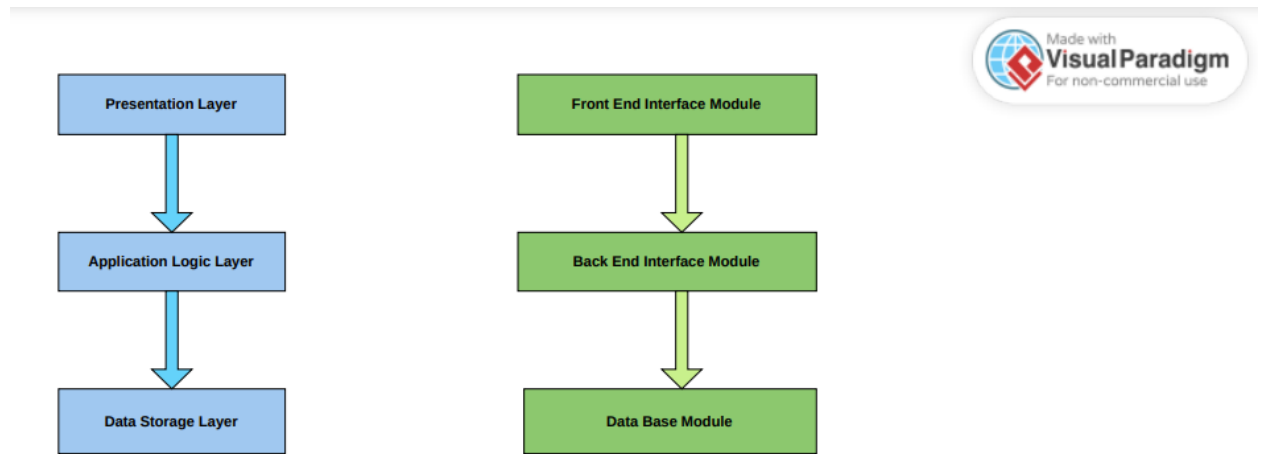 Made with
Visual Paradigm
For non-commercial use
Presentation Layer
Front End Interface Module
Application Logic Layer
Back End Interface Module
Data Storage Layer
Data Base Module